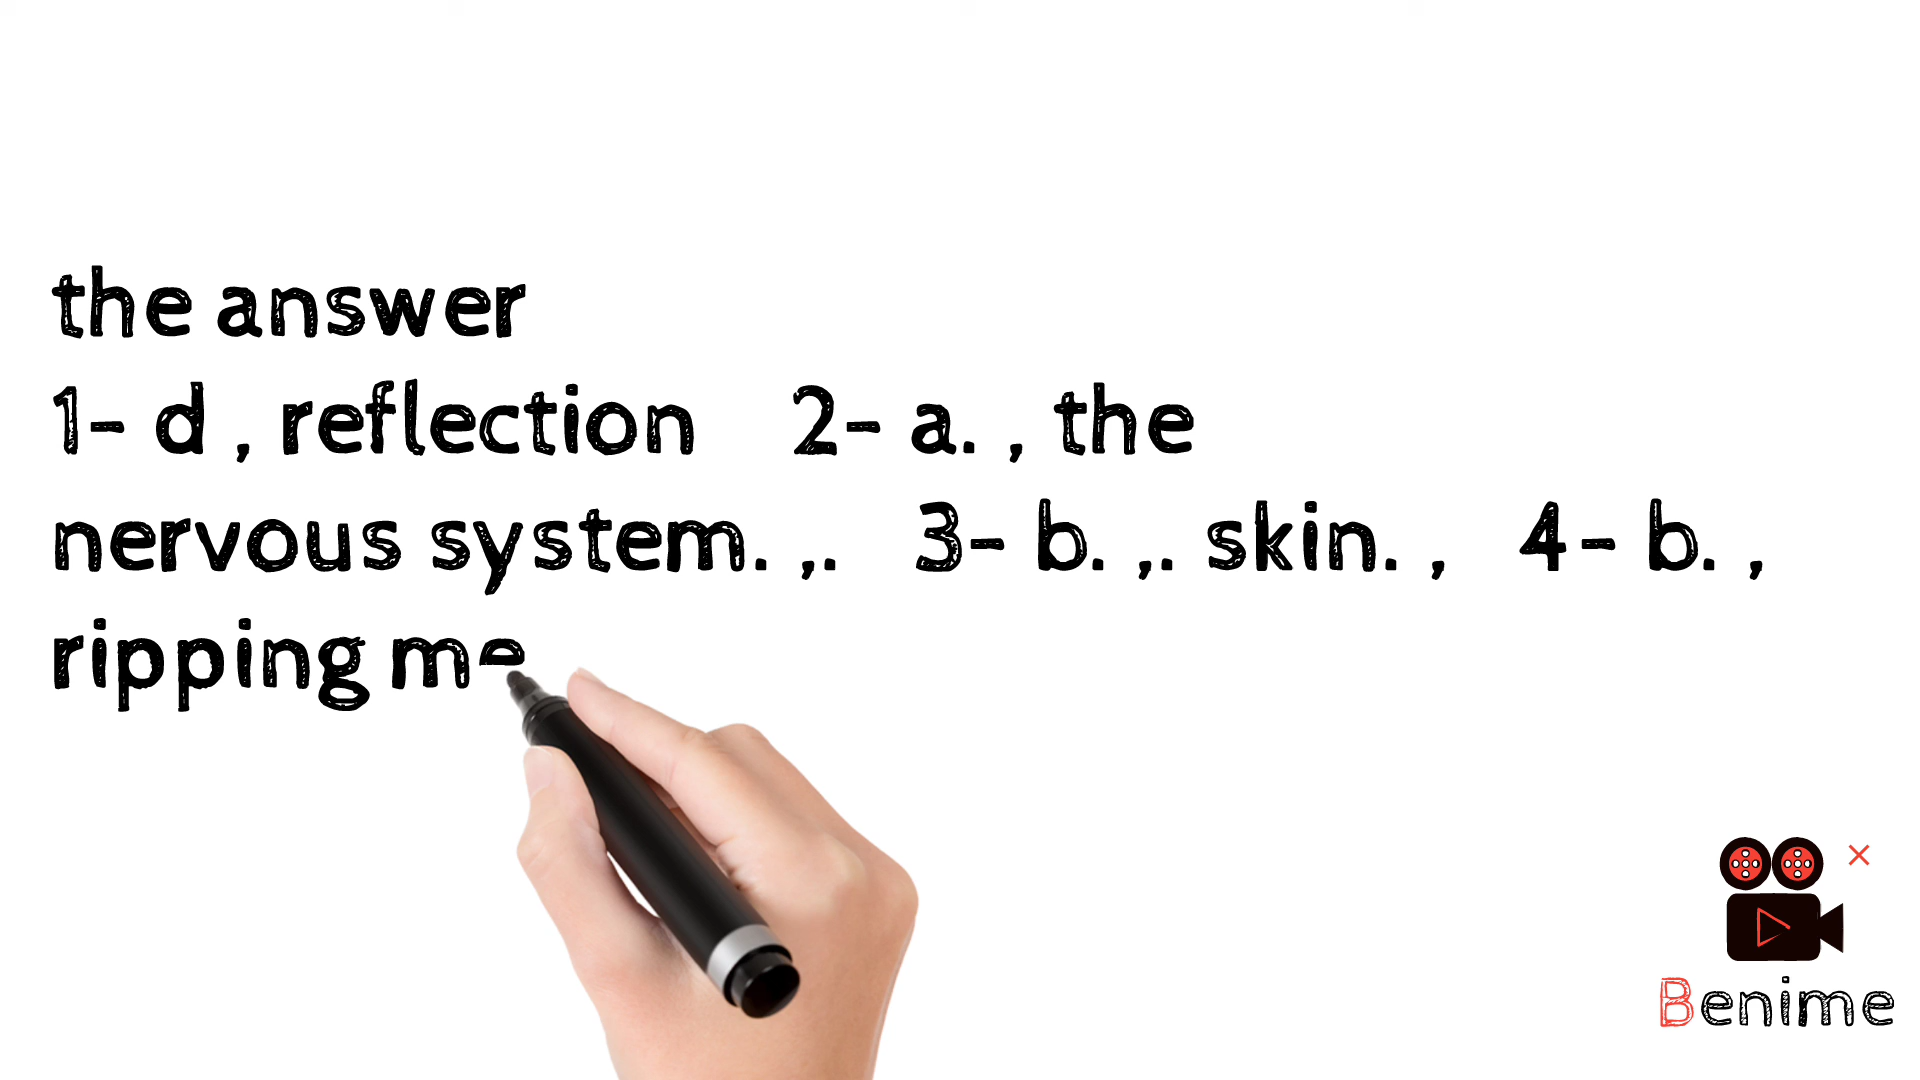 the answer
1- d , reflection 2- a. , the
nervous system. ,. 3- b. ,. skin. , 4- b. ,
ripping me
Benime